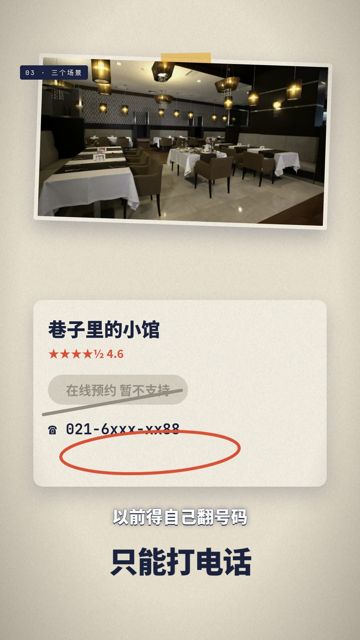 03 · 三个场景
巷子里的小馆
★★★★½ 4.6
在线预约 暂不支持
☎ 021-6xxx-xx88
以前得自己翻号码
只能打电话